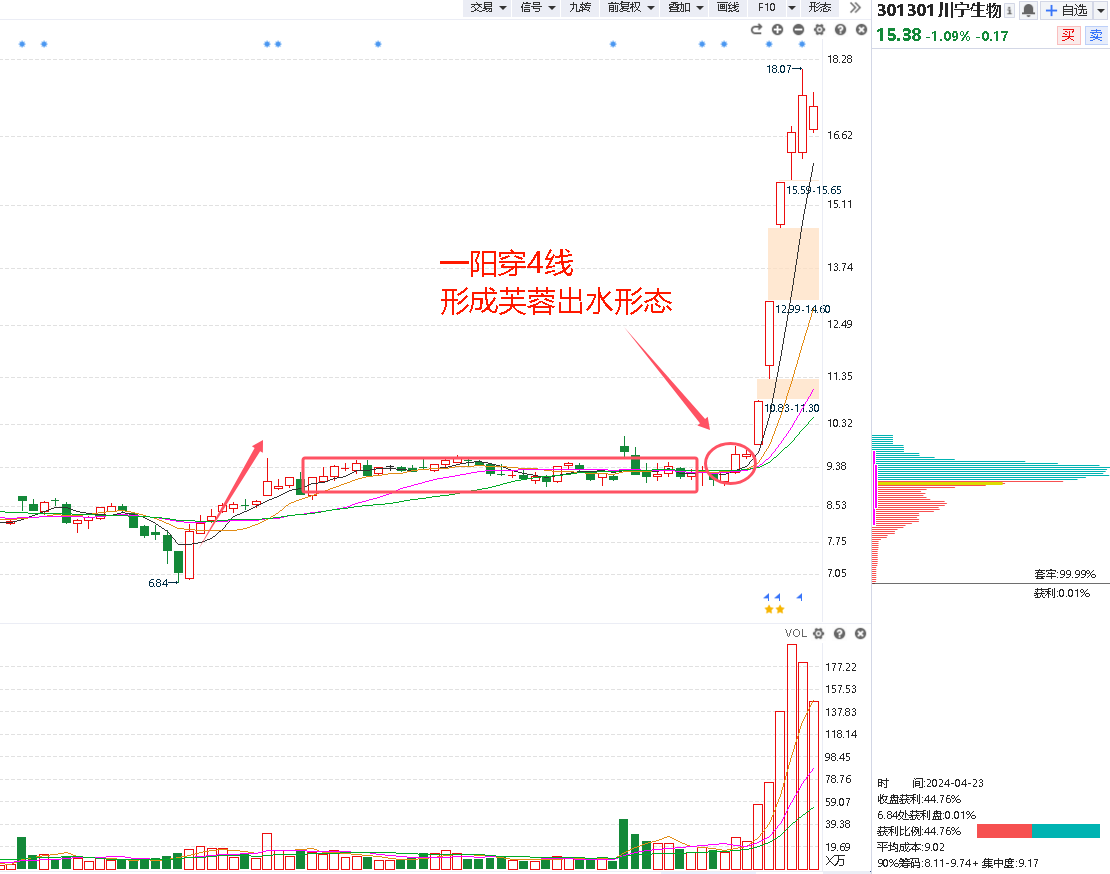 交易 信号 九转 前复权 叠加 画线 F10 形态
301301 川宁生物
自选
15.38 -1.09% -0.17
买 卖
18.28
18.07
16.62
15.59-15.65
15.11
一阳穿4线
形成芙蓉出水形态
13.74
12.99-14.60
12.49
11.35
10.83-11.30
10.32
9.38
8.53
7.75
7.05
6.84
套牢:99.99%
获利:0.01%
VOL
177.22
157.53
137.83
118.14
98.45
78.76
59.07
39.38
19.69
X万
时 间:2024-04-23
收盘获利:44.76%
6.84处获利盘:0.01%
获利比例:44.76%
平均成本:9.02
90%筹码:8.11-9.74+ 集中度:9.17